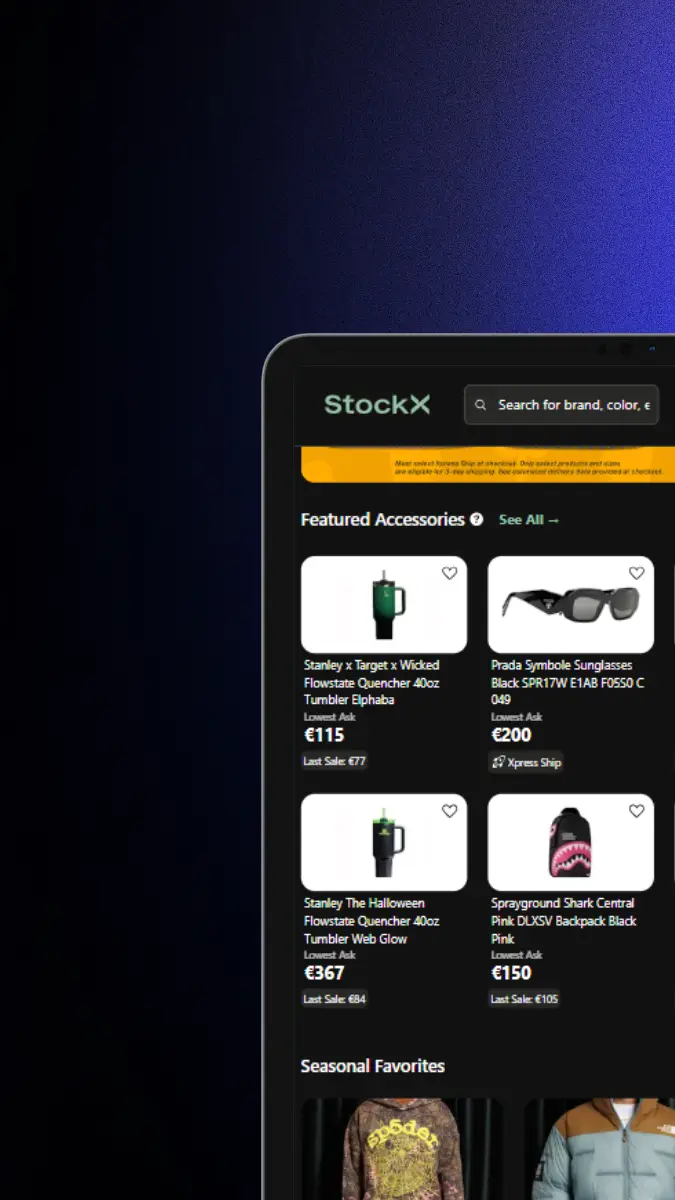 StockX
Search for brand, color, e
Most select Xpress Ship at checkout. Only select products and sizes
are eligible for 3-day shipping. See estimated delivery date provided at checkout.
Featured Accessories ? See All →
Stanley x Target x Wicked
Flowstate Quencher 40oz
Tumbler Elphaba
Lowest Ask
€115
Last Sale: €77
Prada Symbole Sunglasses
Black SPR17W E1AB F05S0 C
049
Lowest Ask
€200
Xpress Ship
Stanley The Halloween
Flowstate Quencher 40oz
Tumbler Web Glow
Lowest Ask
€367
Last Sale: €84
Sprayground Shark Central
Pink DLXSV Backpack Black
Pink
Lowest Ask
€150
Last Sale: €105
Seasonal Favorites
sp5der